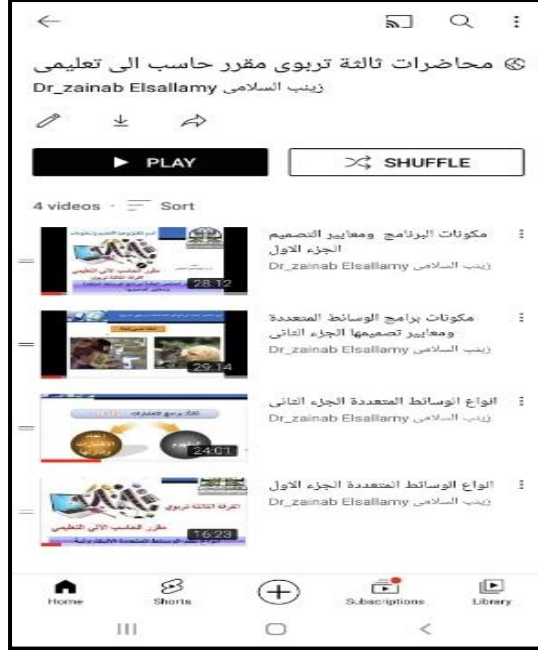 محاضرات ثالثة تربوى مقرر حاسب الى تعليمى
Dr_zainab Elsallamy زينب السلامى
PLAY
SHUFFLE
4 videos · Sort
مكونات البرنامج ومعايير التصميم
الجزء الاول
Dr_zainab Elsallamy زينب السلامى
28:12
مكونات برامج الوسائط المتعددة
ومعايير تصميمها الجزء الثانى
Dr_zainab Elsallamy زينب السلامى
29:14
انواع الوسائط المتعددة الجزء الثانى
Dr_zainab Elsallamy زينب السلامى
24:01
انواع الوسائط المتعددة الجزء الاول
Dr_zainab Elsallamy زينب السلامى
الفرقة الثالثة تربوي
مقرر الحاسب الآلي التعليمي
16:23
Home
Shorts
Subscriptions
Library